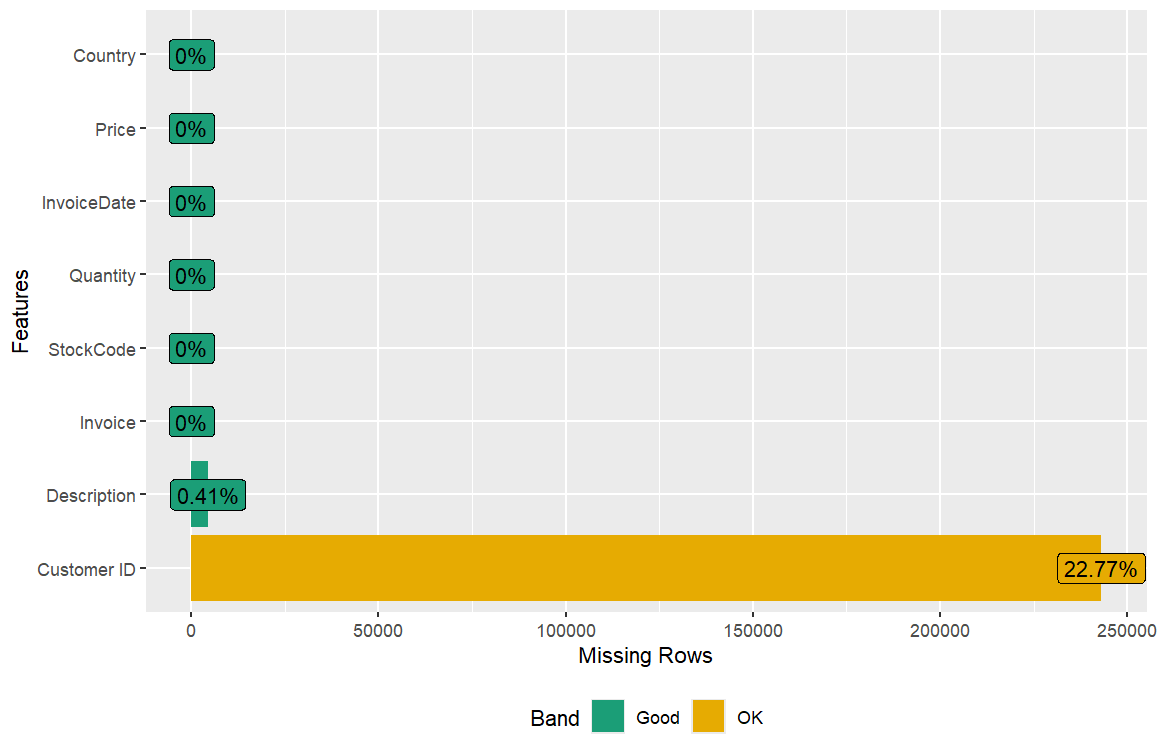 Features
Country 0%
Price 0%
InvoiceDate 0%
Quantity 0%
StockCode 0%
Invoice 0%
Description 0.41%
Customer ID 22.77%
0 50000 100000 150000 200000 250000
Missing Rows
Band Good OK